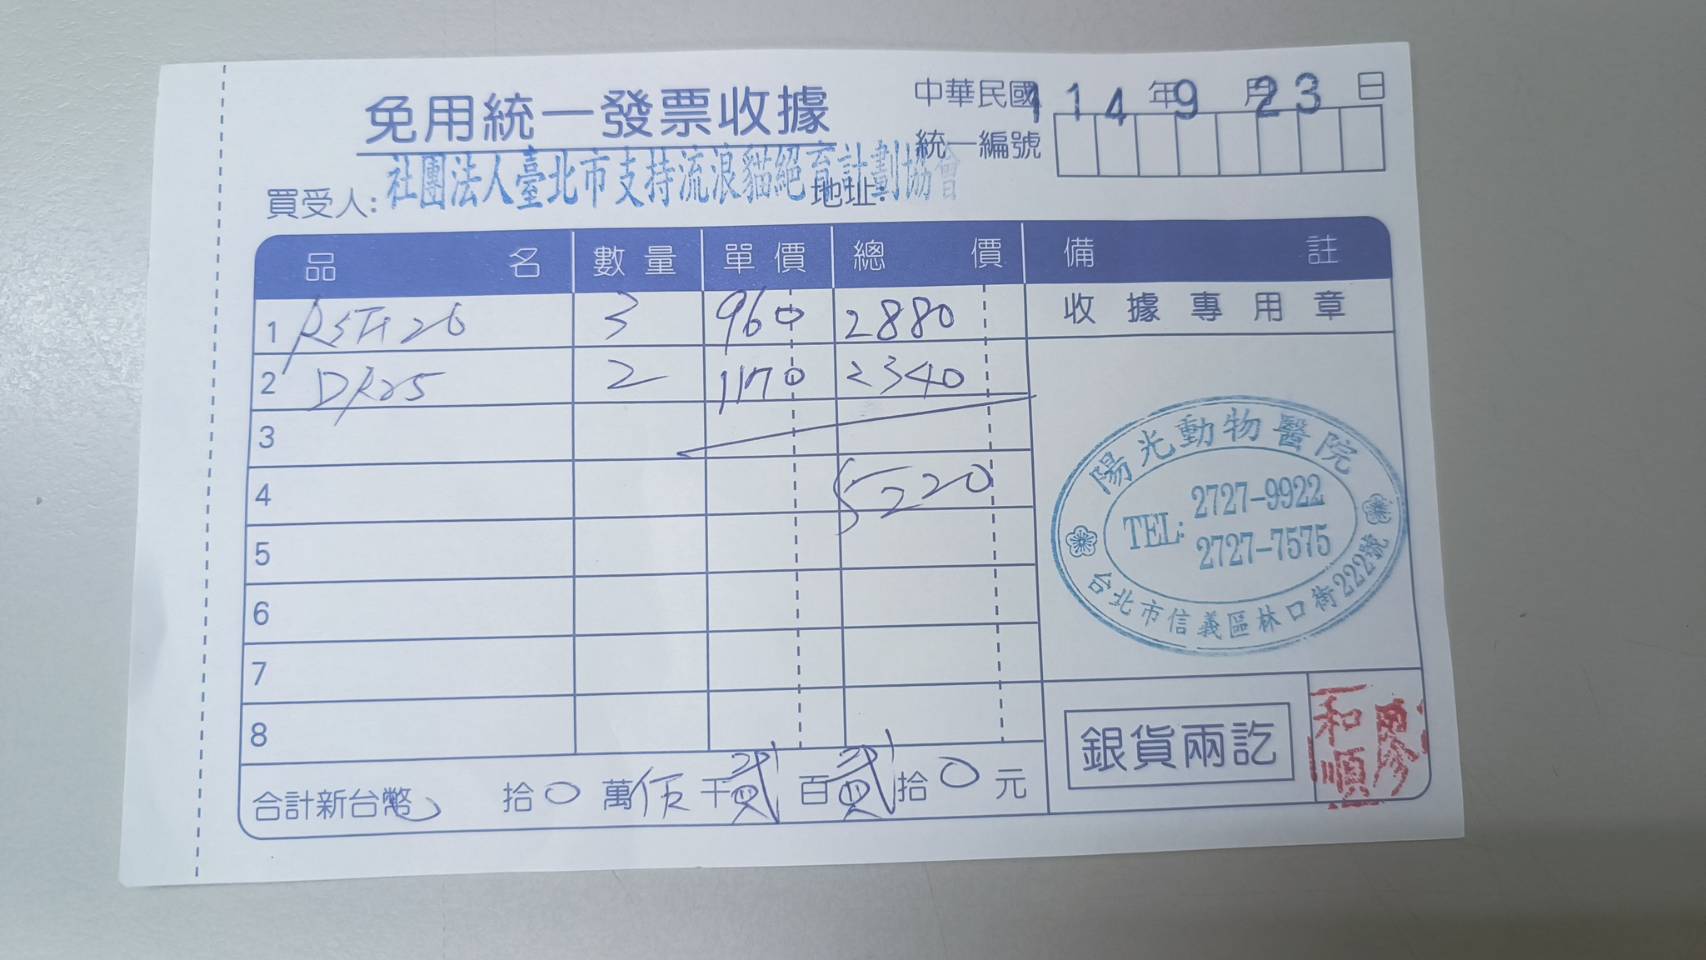 免用統一發票收據
中華民國 114 年 9 月 23 日
統一編號
買受人: 社團法人臺北市支持流浪貓絕育計劃協會 地址:
品名 數量 單價 總價 備註
1 3 960 2880 收據專用章
2 2 1170 2340
3
4 5220
5
6
7
8
陽光動物醫院
TEL: 2727-9922
2727-7575
台北市信義區林口街222號
合計新台幣 拾0萬伍千貳百貳拾0元
銀貨兩訖
廖和順